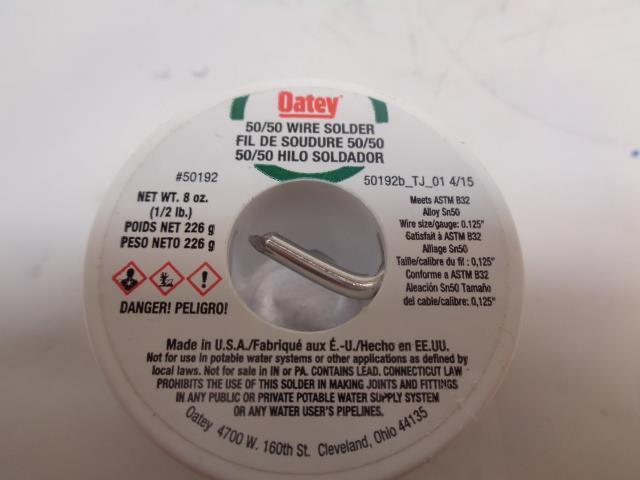 Oatey
50/50 WIRE SOLDER
FIL DE SOUDURE 50/50
50/50 HILO SOLDADOR
#50192
50192b_TJ_01 4/15
NET WT. 8 oz.
(1/2 lb.)
POIDS NET 226 g
PESO NETO 226 g
DANGER! PELIGRO!
Meets ASTM B32
Alloy Sn50
Wire size/gauge: 0.125"
Satisfait à ASTM B32
Alliage Sn50
Taille/calibre du fil : 0,125"
Conforme a ASTM B32
Aleación Sn50 Tamaño
del cable/calibre: 0,125"
Made in U.S.A./Fabriqué aux É.-U./Hecho en EE.UU.
Not for use in potable water systems or other applications as defined by
local laws. Not for sale in IN or PA. CONTAINS LEAD. CONNECTICUT LAW
PROHIBITS THE USE OF THIS SOLDER IN MAKING JOINTS AND FITTINGS
IN ANY PUBLIC OR PRIVATE POTABLE WATER SUPPLY SYSTEM
OR ANY WATER USER'S PIPELINES.
Oatey 4700 W. 160th St. Cleveland, Ohio 44135